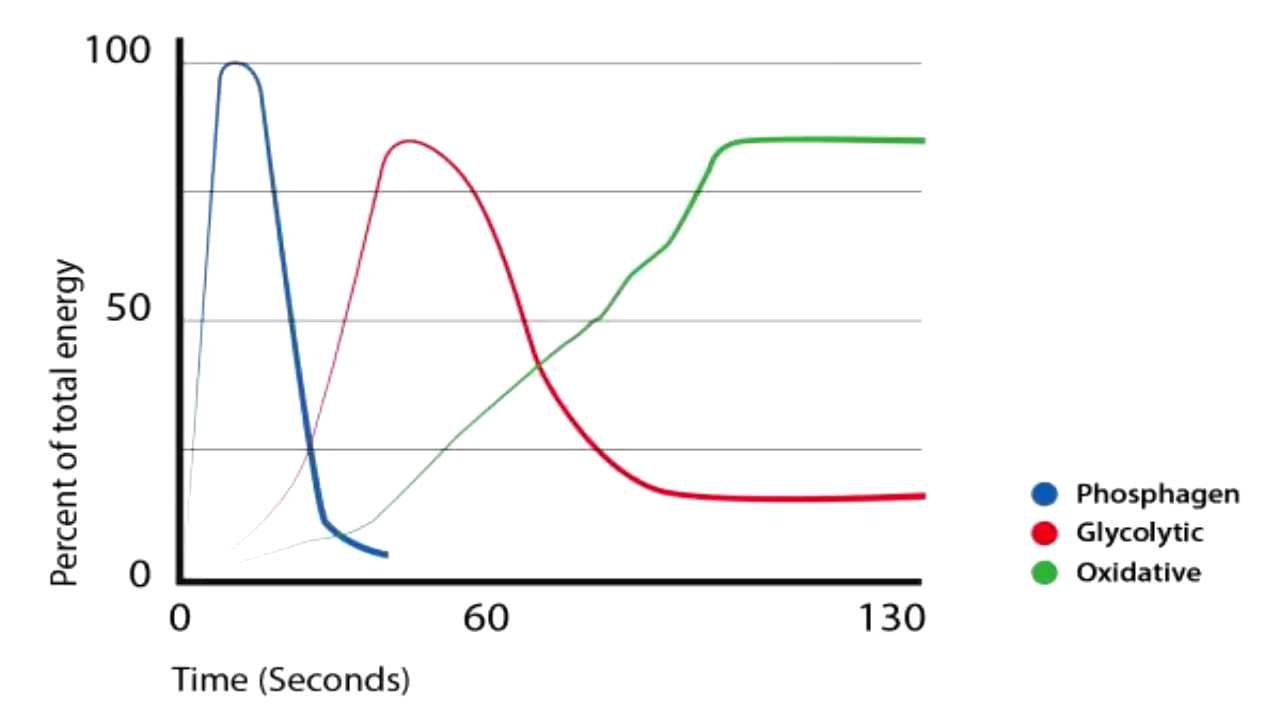 100
50
0
Percent of total energy
0 60 130
Time (Seconds)
Phosphagen
Glycolytic
Oxidative